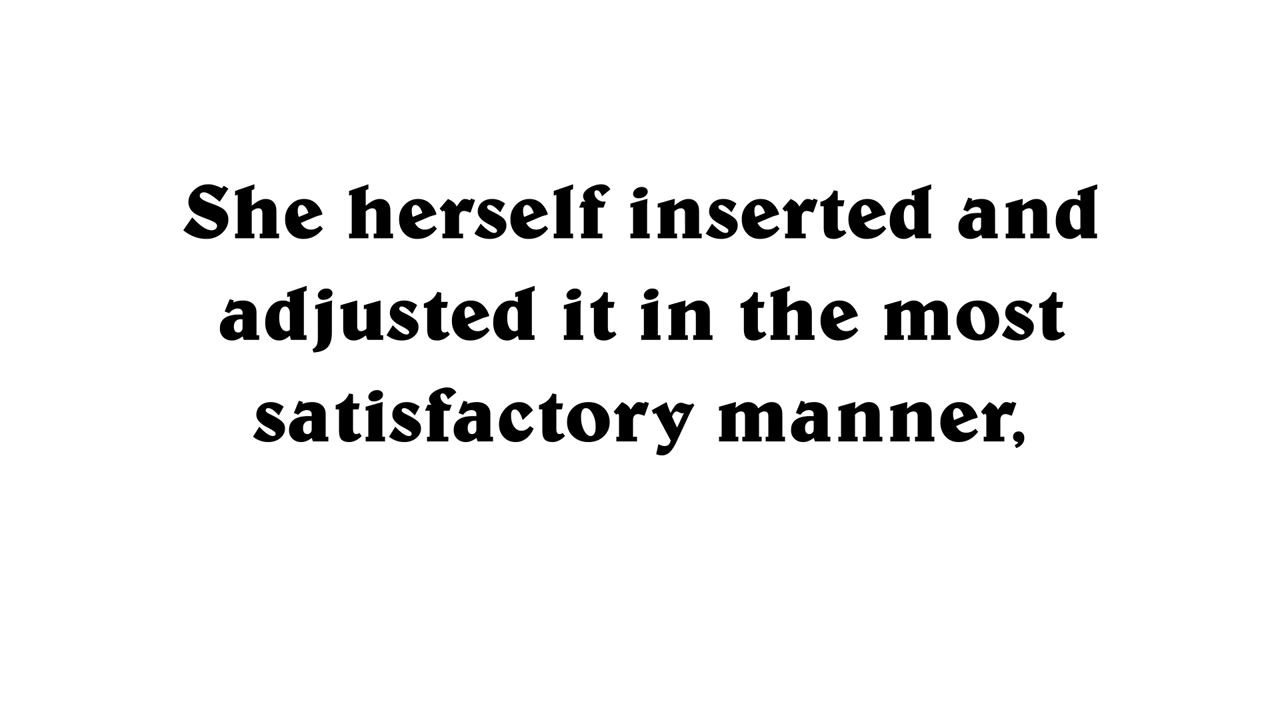 She herself inserted and
adjusted it in the most
satisfactory manner,